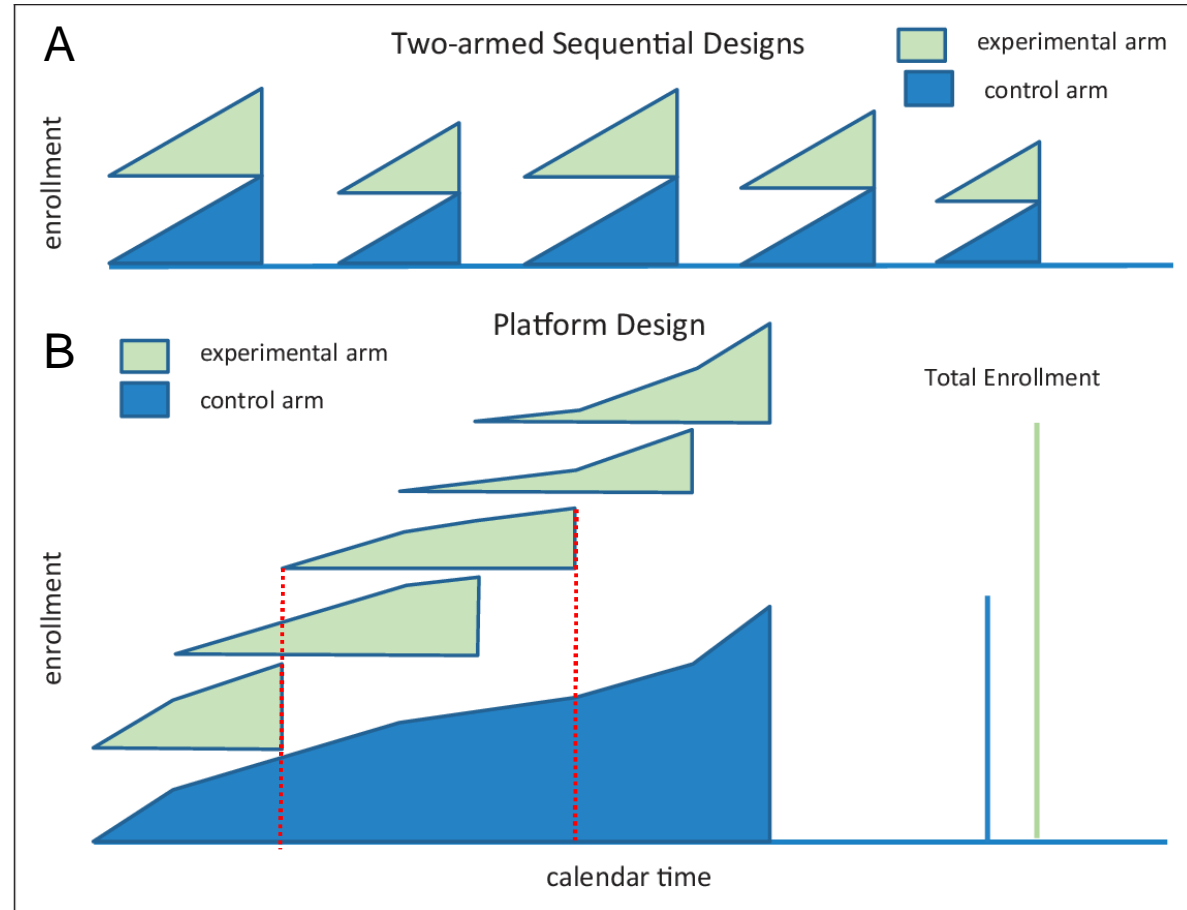 A
Two-armed Sequential Designs
experimental arm
control arm
enrollment
B
Platform Design
experimental arm
control arm
Total Enrollment
enrollment
calendar time